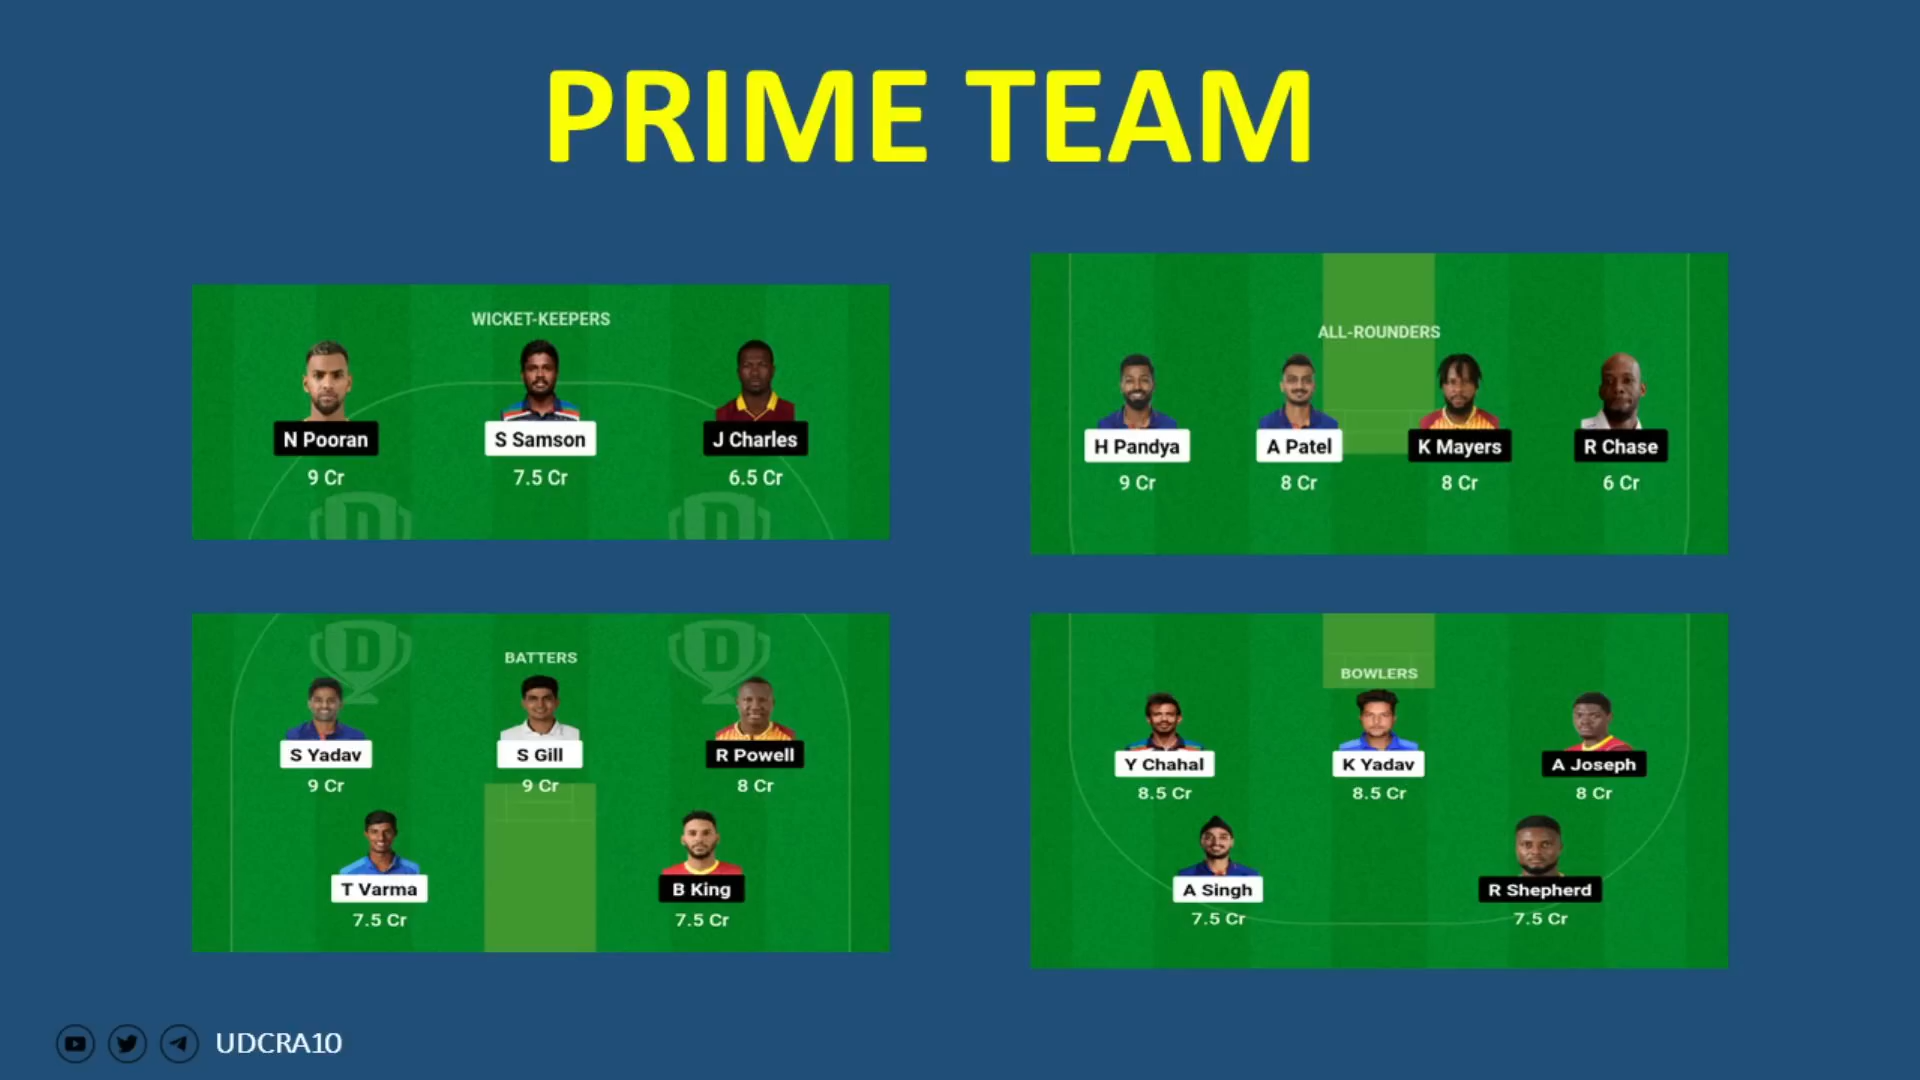 PRIME TEAM
WICKET-KEEPERS
N Pooran S Samson J Charles
9 Cr 7.5 Cr 6.5 Cr
ALL-ROUNDERS
H Pandya A Patel K Mayers R Chase
9 Cr 8 Cr 8 Cr 6 Cr
BATTERS
S Yadav S Gill R Powell
9 Cr 9 Cr 8 Cr
T Varma B King
7.5 Cr 7.5 Cr
BOWLERS
Y Chahal K Yadav A Joseph
8.5 Cr 8.5 Cr 8 Cr
A Singh R Shepherd
7.5 Cr 7.5 Cr
UDCRA10